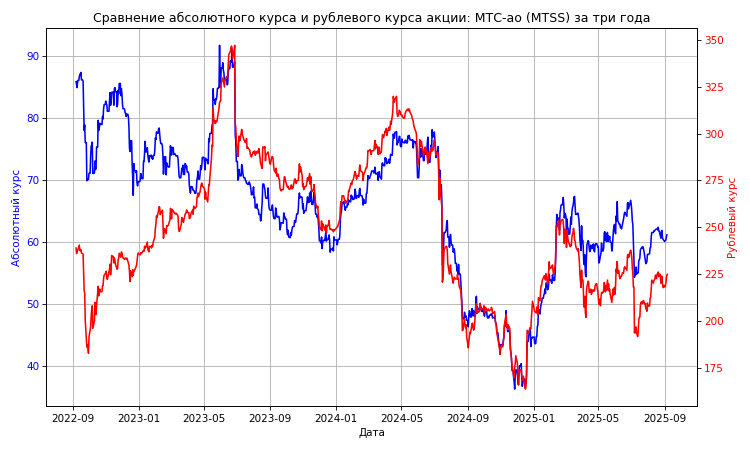 Сравнение абсолютного курса и рублевого курса акции: МТС-ао (MTSS) за три года
90
80
70
60
50
40
Абсолютный курс
350
325
300
275
250
225
200
175
Рублевый курс
2022-09 2023-01 2023-05 2023-09 2024-01 2024-05 2024-09 2025-01 2025-05 2025-09
Дата